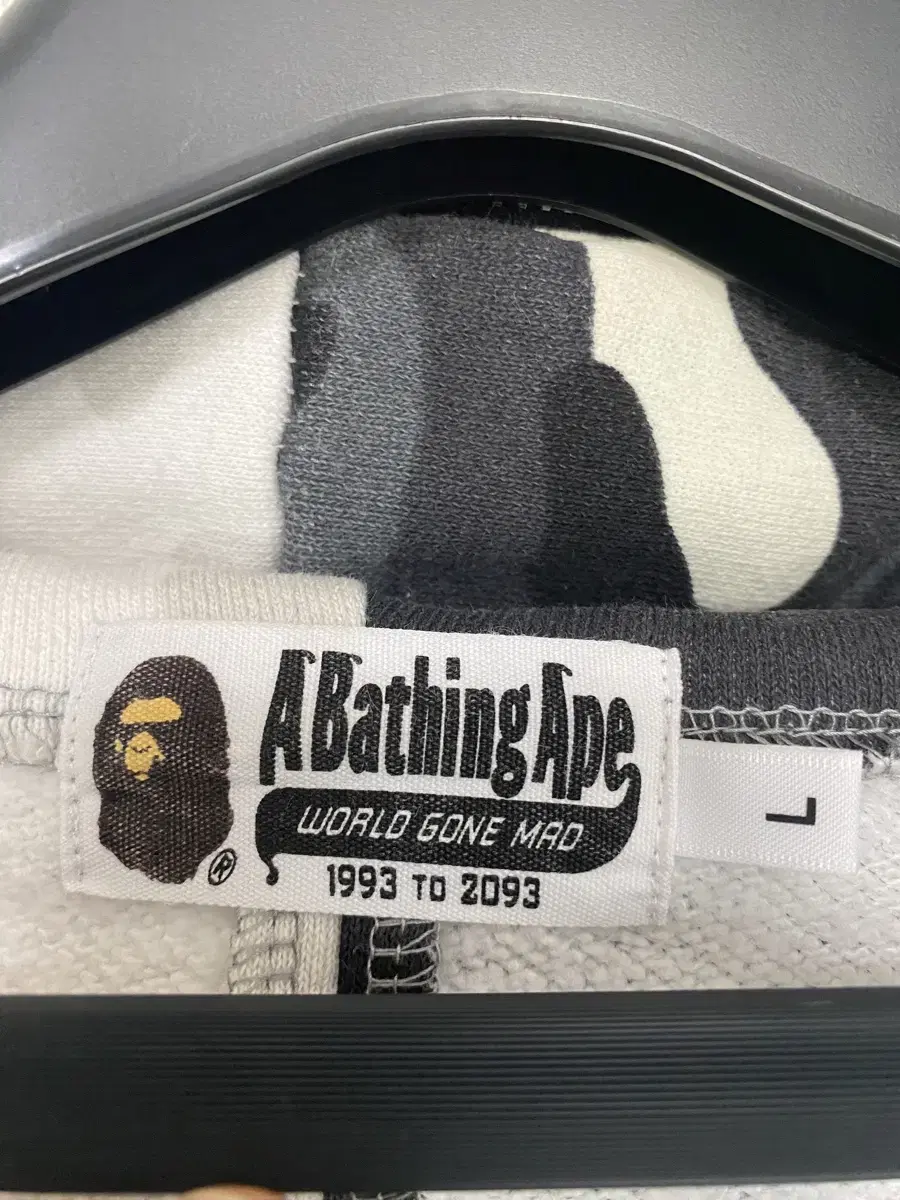 A Bathing Ape
WORLD GONE MAD
1993 TO 2093
®
L